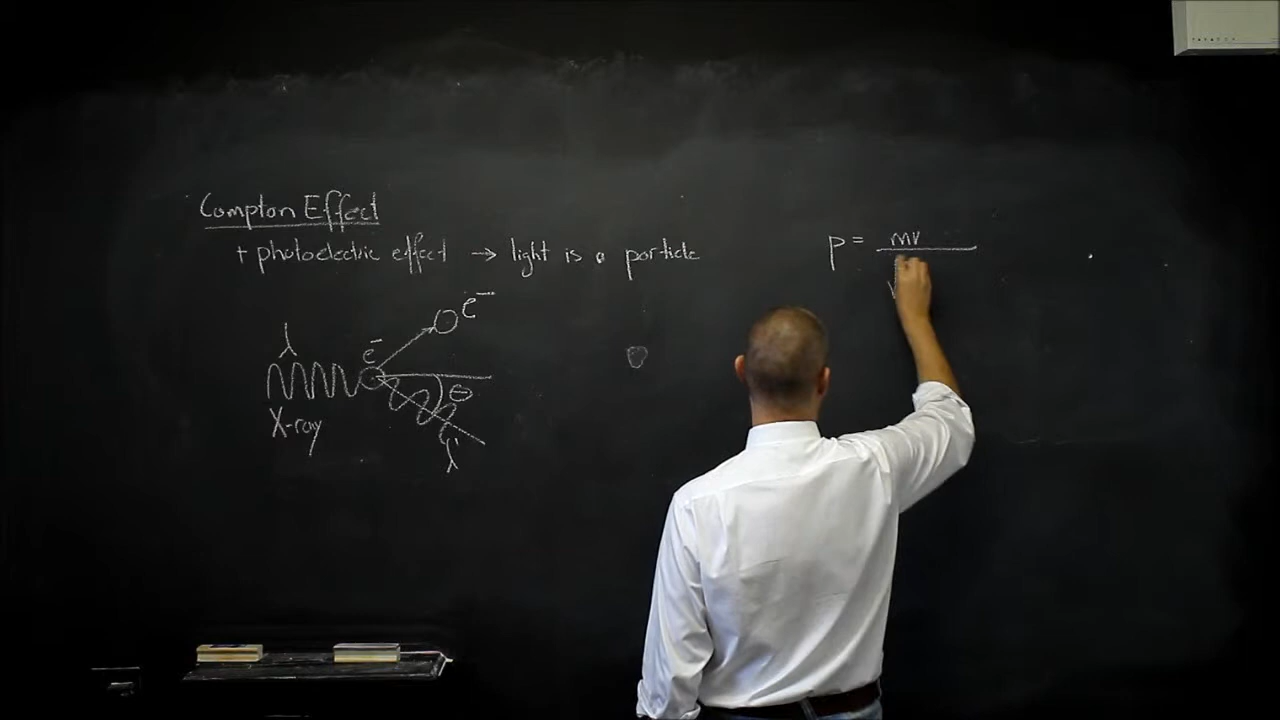 Compton Effect
+ photoelectric effect → light is a particle
p = mv
e⁻
λ
e⁻
θ
X-ray
λ'